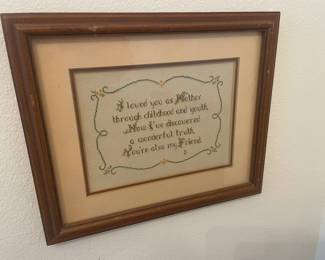 I loved you as Mother
through childhood and youth
Now I've discovered
a wonderful truth
You're also my Friend